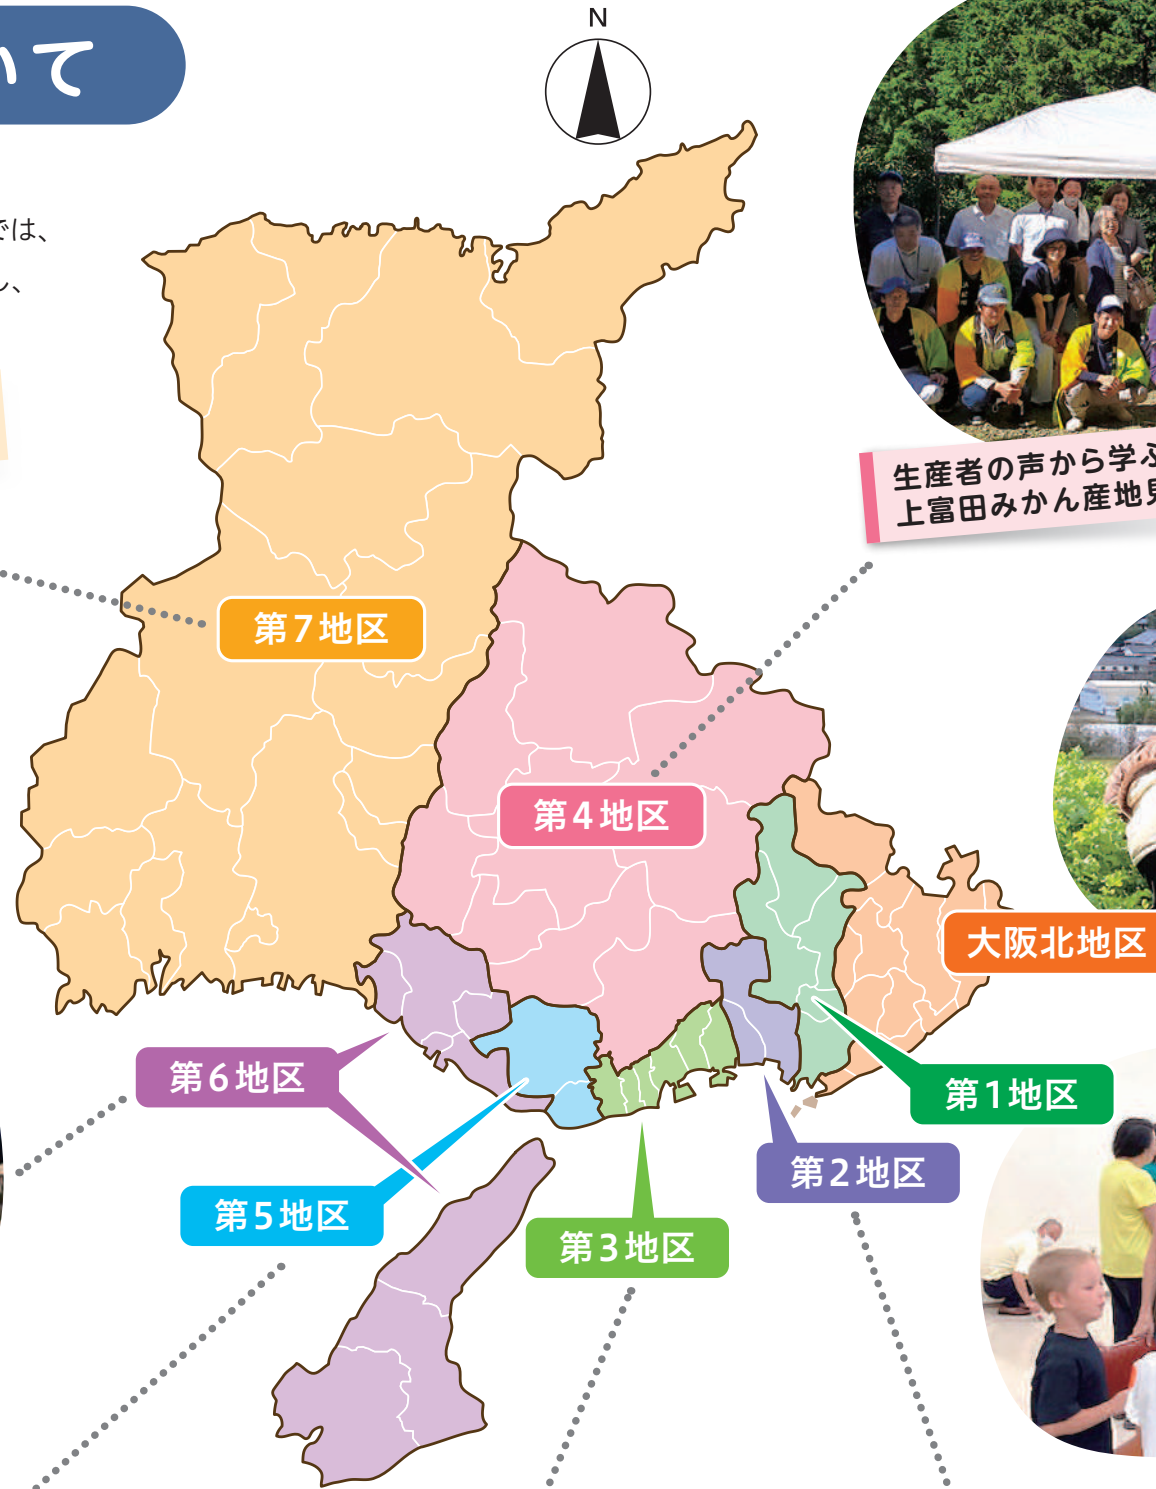 いて
N
では、
し、
生産者の声から学ぶ
上富田みかん産地見
第7地区
第4地区
大阪北地区
第6地区
第1地区
第2地区
第5地区
第3地区